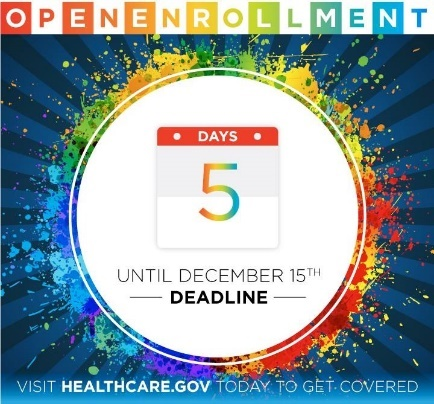 OPENENROLLMENT
DAYS
5
UNTIL DECEMBER 15TH
DEADLINE
VISIT HEALTHCARE.GOV TODAY TO GET COVERED